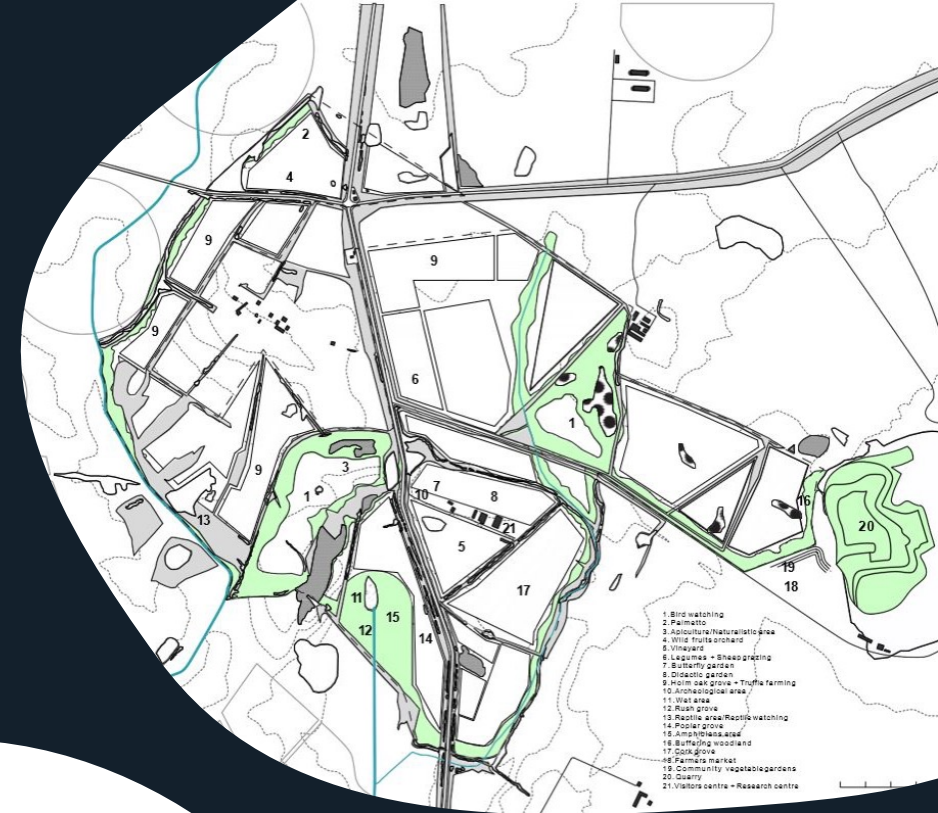 2
4
9
9
9
6
1
9
3
1
7
10
8
21
16
20
13
5
19
18
17
11
15
12
14
1.Bird watching
2.Palmetto
3.Apiculture/Naturalistic area
4.Wild fruits orchard
5.Vineyard
6.Legumes + Sheep grazing
7.Butterfly garden
8.Didactic garden
9.Holm oak grove + Truffle farming
10.Archeological area
11.Wet area
12.Rush grove
13.Reptile area/Reptile watching
14.Poplar grove
15.Amphibians area
16.Buffering woodland
17.Cork grove
18.Farmers market
19.Community vegetable gardens
20.Quarry
21.Visitors centre + Research centre